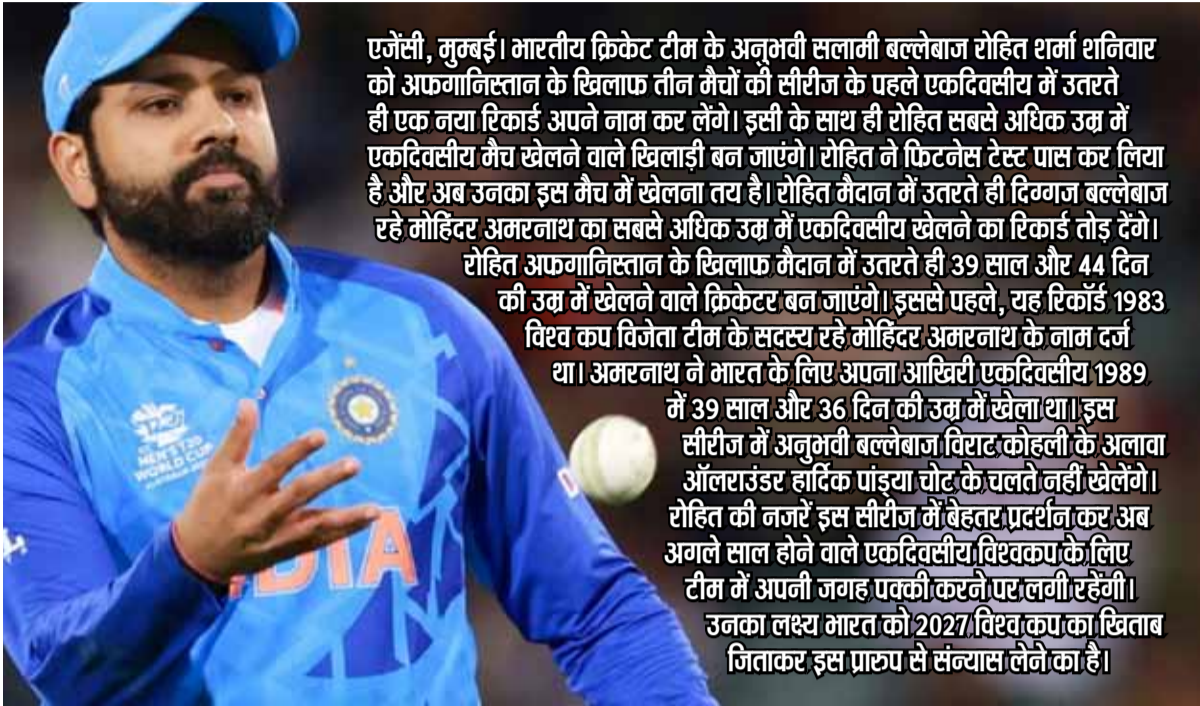 एजेंसी, मुम्बई। भारतीय क्रिकेट टीम के अनुभवी सलामी बल्लेबाज रोहित शर्मा शनिवार
को अफगानिस्तान के खिलाफ तीन मैचों की सीरीज के पहले एकदिवसीय में उतरते
ही एक नया रिकार्ड अपने नाम कर लेंगे। इसी के साथ ही रोहित सबसे अधिक उम्र में
एकदिवसीय मैच खेलने वाले खिलाड़ी बन जाएंगे। रोहित ने फिटनेस टेस्ट पास कर लिया
है और अब उनका इस मैच में खेलना तय है। रोहित मैदान में उतरते ही दिग्गज बल्लेबाज
रहे मोहिंदर अमरनाथ का सबसे अधिक उम्र में एकदिवसीय खेलने का रिकार्ड तोड़ देंगे।
रोहित अफगानिस्तान के खिलाफ मैदान में उतरते ही 39 साल और 44 दिन
की उम्र में खेलने वाले क्रिकेटर बन जाएंगे। इससे पहले, यह रिकॉर्ड 1983
विश्व कप विजेता टीम के सदस्य रहे मोहिंदर अमरनाथ के नाम दर्ज
था। अमरनाथ ने भारत के लिए अपना आखिरी एकदिवसीय 1989
में 39 साल और 36 दिन की उम्र में खेला था। इस
सीरीज में अनुभवी बल्लेबाज विराट कोहली के अलावा
ऑलराउंडर हार्दिक पांड्या चोट के चलते नहीं खेलेंगे।
रोहित की नजरें इस सीरीज में बेहतर प्रदर्शन कर अब
अगले साल होने वाले एकदिवसीय विश्वकप के लिए
टीम में अपनी जगह पक्की करने पर लगी रहेंगी।
उनका लक्ष्य भारत को 2027 विश्व कप का खिताब
जिताकर इस प्रारुप से संन्यास लेने का है।
MEN'S T20
WORLD CUP
INDIA